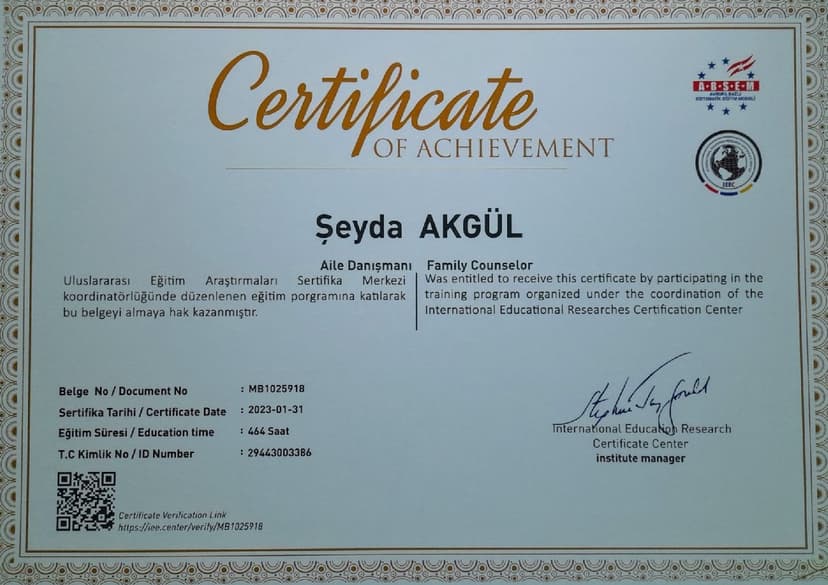 Certificate
OF ACHIEVEMENT
A·B·S·E·M
IERC
Şeyda AKGÜL
Aile Danışmanı
Uluslararası Eğitim Araştırmaları Sertifika Merkezi
koordinatörlüğünde düzenlenen eğitim porgramına katılarak
bu belgeyi almaya hak kazanmıştır.
Family Counselor
Was entitled to receive this certificate by participating in the
training program organized under the coordination of the
International Educational Researches Certification Center
Belge No / Document No : MB1025918
Sertifika Tarihi / Certificate Date : 2023-01-31
Eğitim Süresi / Education time : 464 Saat
T.C Kimlik No / ID Number : 29443003386
International Education Research
Certificate Center
institute manager
Certificate Verification Link
https://iee.center/verify/MB1025918